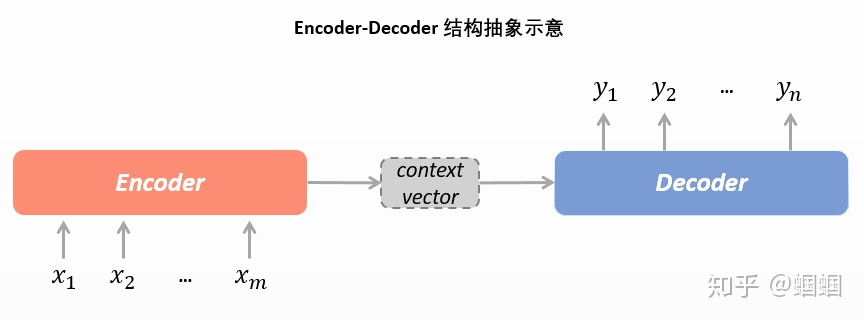 Encoder-Decoder 结构抽象示意
y₁ y₂ … yₙ
Encoder
context
vector
Decoder
x₁ x₂ … xₘ
知乎 @蝈蝈